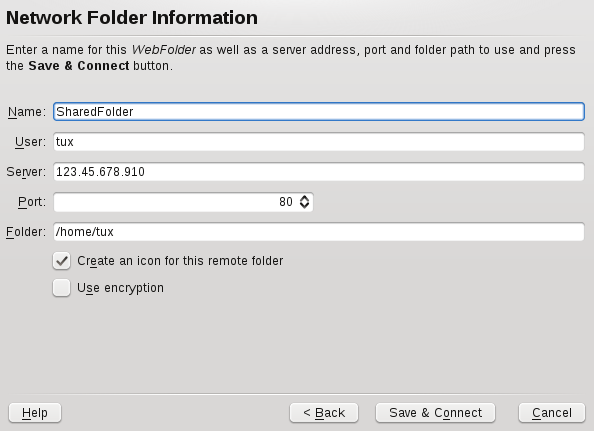 Network Folder Information
Enter a name for this WebFolder as well as a server address, port and folder path to use and press
the Save & Connect button.
Name: SharedFolder
User: tux
Server: 123.45.678.910
Port: 80
Folder: /home/tux
Create an icon for this remote folder
Use encryption
Help < Back Save & Connect Cancel